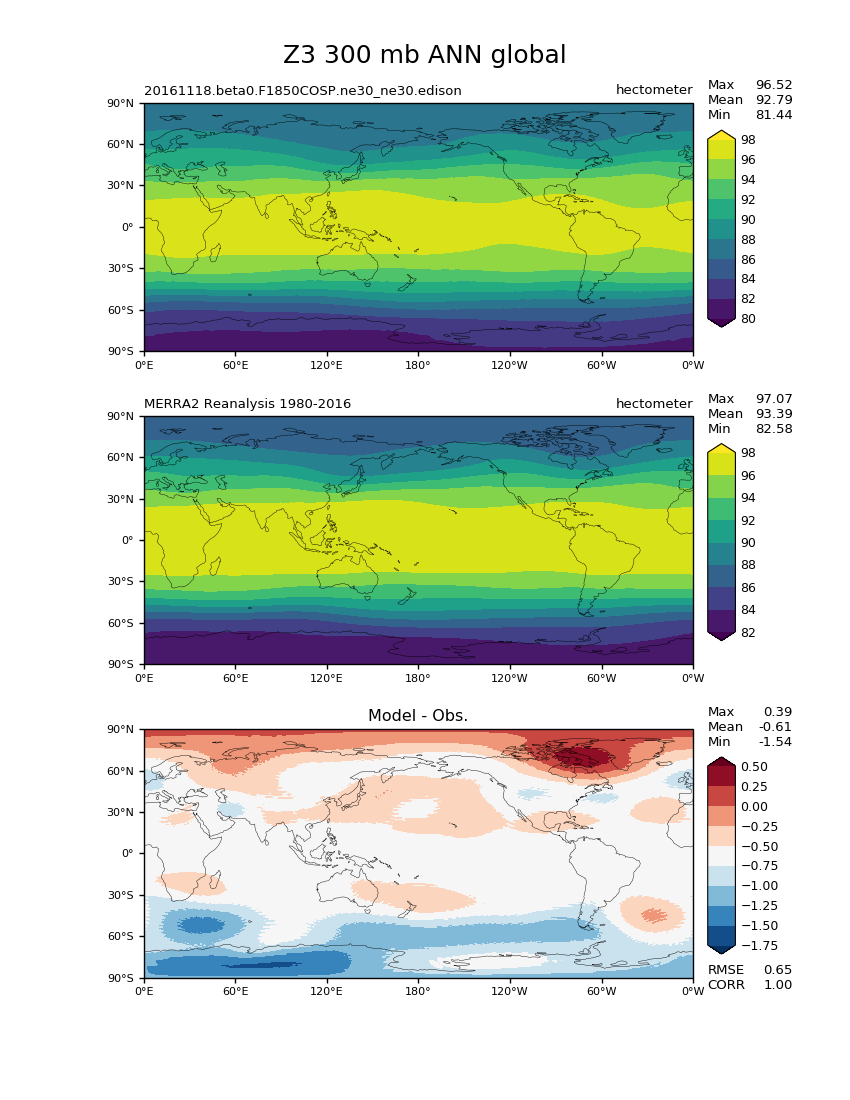 Z3 300 mb ANN global
20161118.beta0.F1850COSP.ne30_ne30.edison
hectometer
Max 96.52
Mean 92.79
Min 81.44
90°N
60°N
30°N
0°
30°S
60°S
90°S
0°E 60°E 120°E 180° 120°W 60°W 0°W
98
96
94
92
90
88
86
84
82
80
MERRA2 Reanalysis 1980-2016
hectometer
Max 97.07
Mean 93.39
Min 82.58
90°N
60°N
30°N
0°
30°S
60°S
90°S
0°E 60°E 120°E 180° 120°W 60°W 0°W
98
96
94
92
90
88
86
84
82
Model - Obs.
Max 0.39
Mean -0.61
Min -1.54
90°N
60°N
30°N
0°
30°S
60°S
90°S
0°E 60°E 120°E 180° 120°W 60°W 0°W
0.50
0.25
0.00
−0.25
−0.50
−0.75
−1.00
−1.25
−1.50
−1.75
RMSE 0.65
CORR 1.00